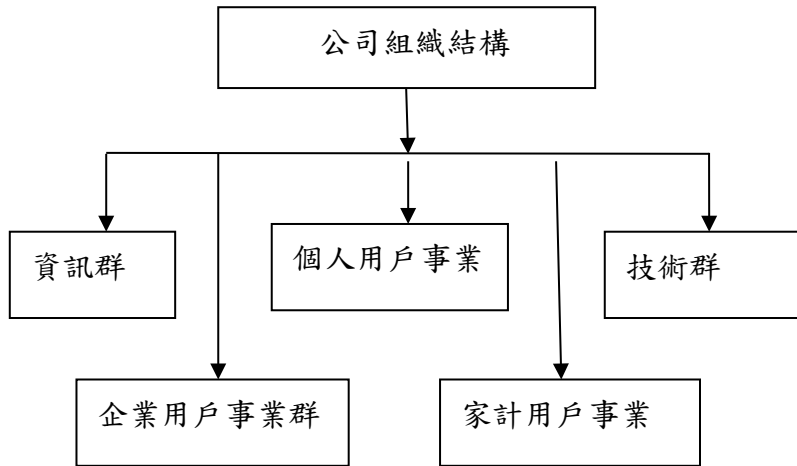 公司組織結構
資訊群
個人用戶事業
技術群
企業用戶事業群
家計用戶事業